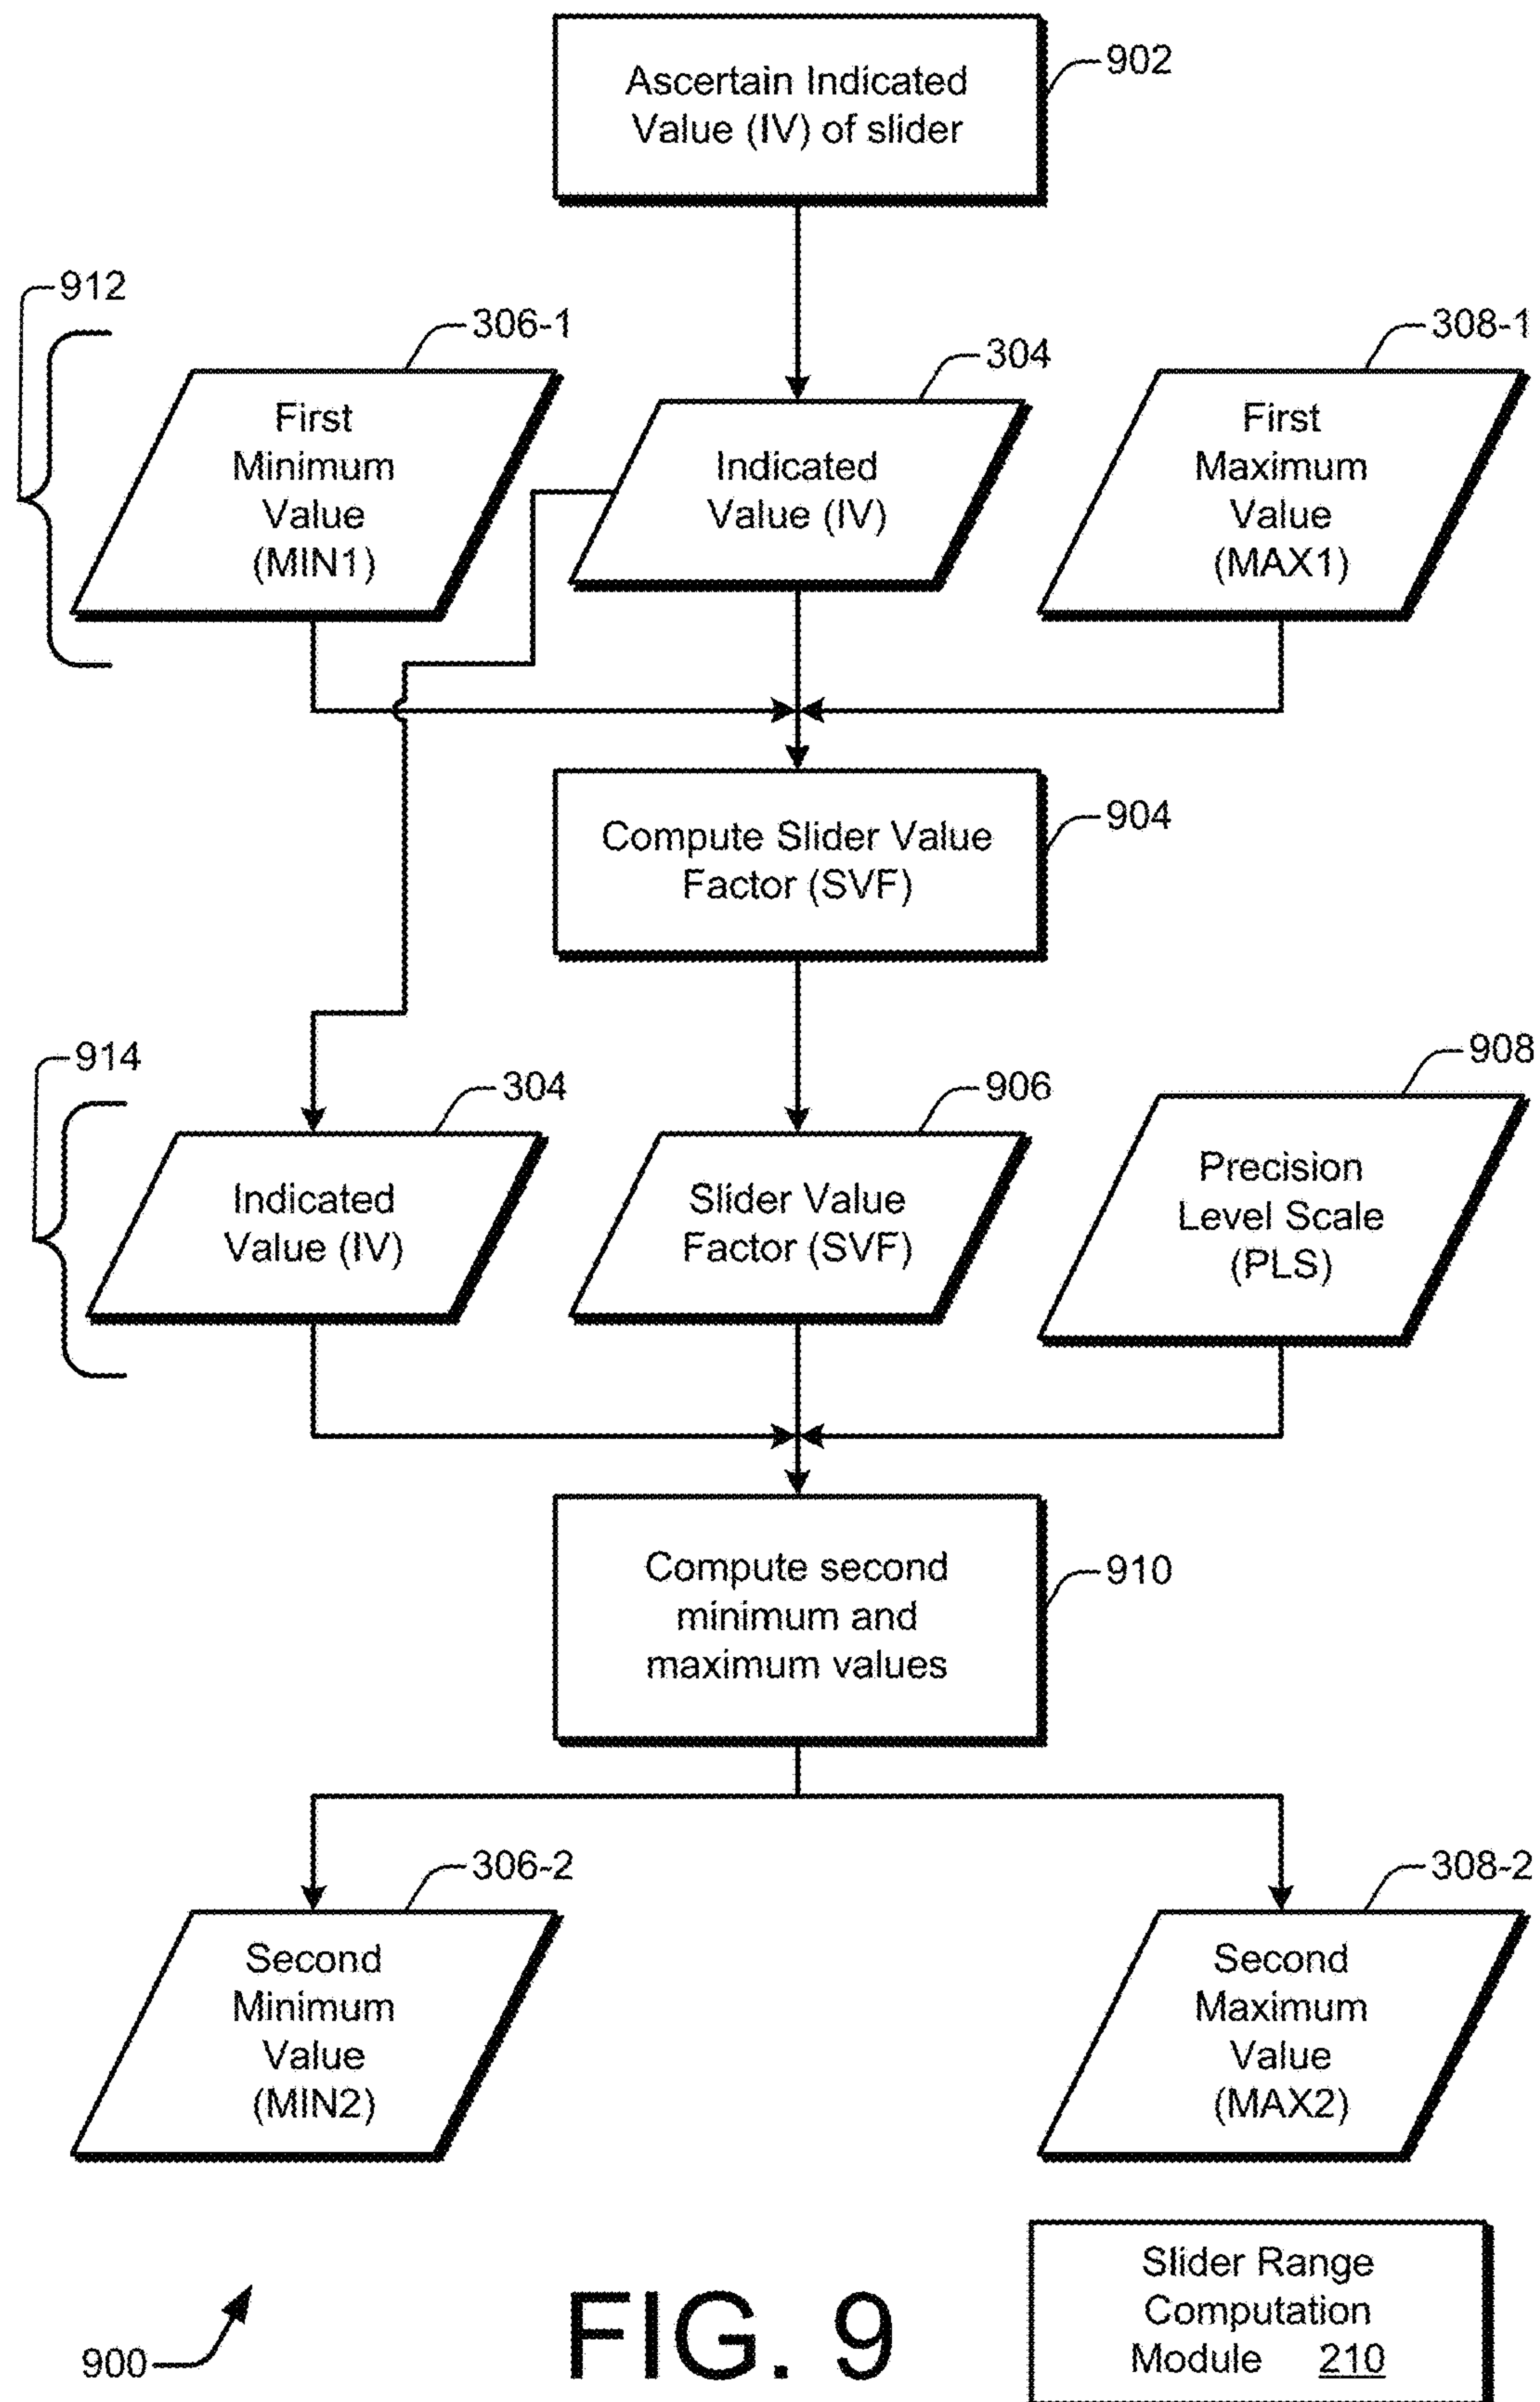 Ascertain Indicated
Value (IV) of slider
902
912
306-1
First
Minimum
Value
(MIN1)
304
Indicated
Value (IV)
308-1
First
Maximum
Value
(MAX1)
Compute Slider Value
Factor (SVF)
904
914
304
Indicated
Value (IV)
906
Slider Value
Factor (SVF)
908
Precision
Level Scale
(PLS)
Compute second
minimum and
maximum values
910
306-2
Second
Minimum
Value
(MIN2)
308-2
Second
Maximum
Value
(MAX2)
900
FIG. 9
Slider Range
Computation
Module 210